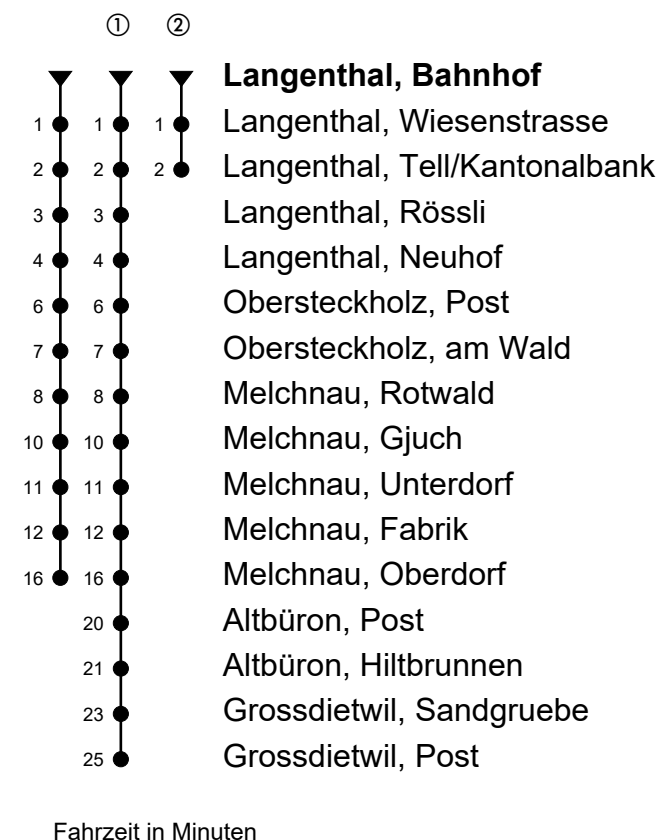 ① ②
Langenthal, Bahnhof
1 1 1 Langenthal, Wiesenstrasse
2 2 2 Langenthal, Tell/Kantonalbank
3 3 Langenthal, Rössli
4 4 Langenthal, Neuhof
6 6 Obersteckholz, Post
7 7 Obersteckholz, am Wald
8 8 Melchnau, Rotwald
10 10 Melchnau, Gjuch
11 11 Melchnau, Unterdorf
12 12 Melchnau, Fabrik
16 16 Melchnau, Oberdorf
20 Altbüron, Post
21 Altbüron, Hiltbrunnen
23 Grossdietwil, Sandgruebe
25 Grossdietwil, Post
Fahrzeit in Minuten